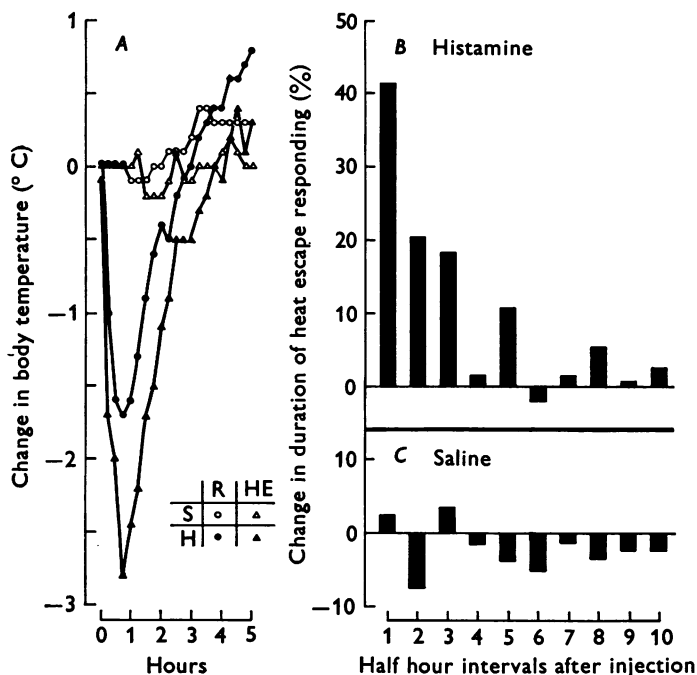 A
Change in body temperature (° C)
1
0
−1
−2
−3
R HE
S
H
0 1 2 3 4 5
Hours
B Histamine
Change in duration of heat escape responding (%)
50
40
30
20
10
0
C Saline
10
0
−10
1 2 3 4 5 6 7 8 9 10
Half hour intervals after injection